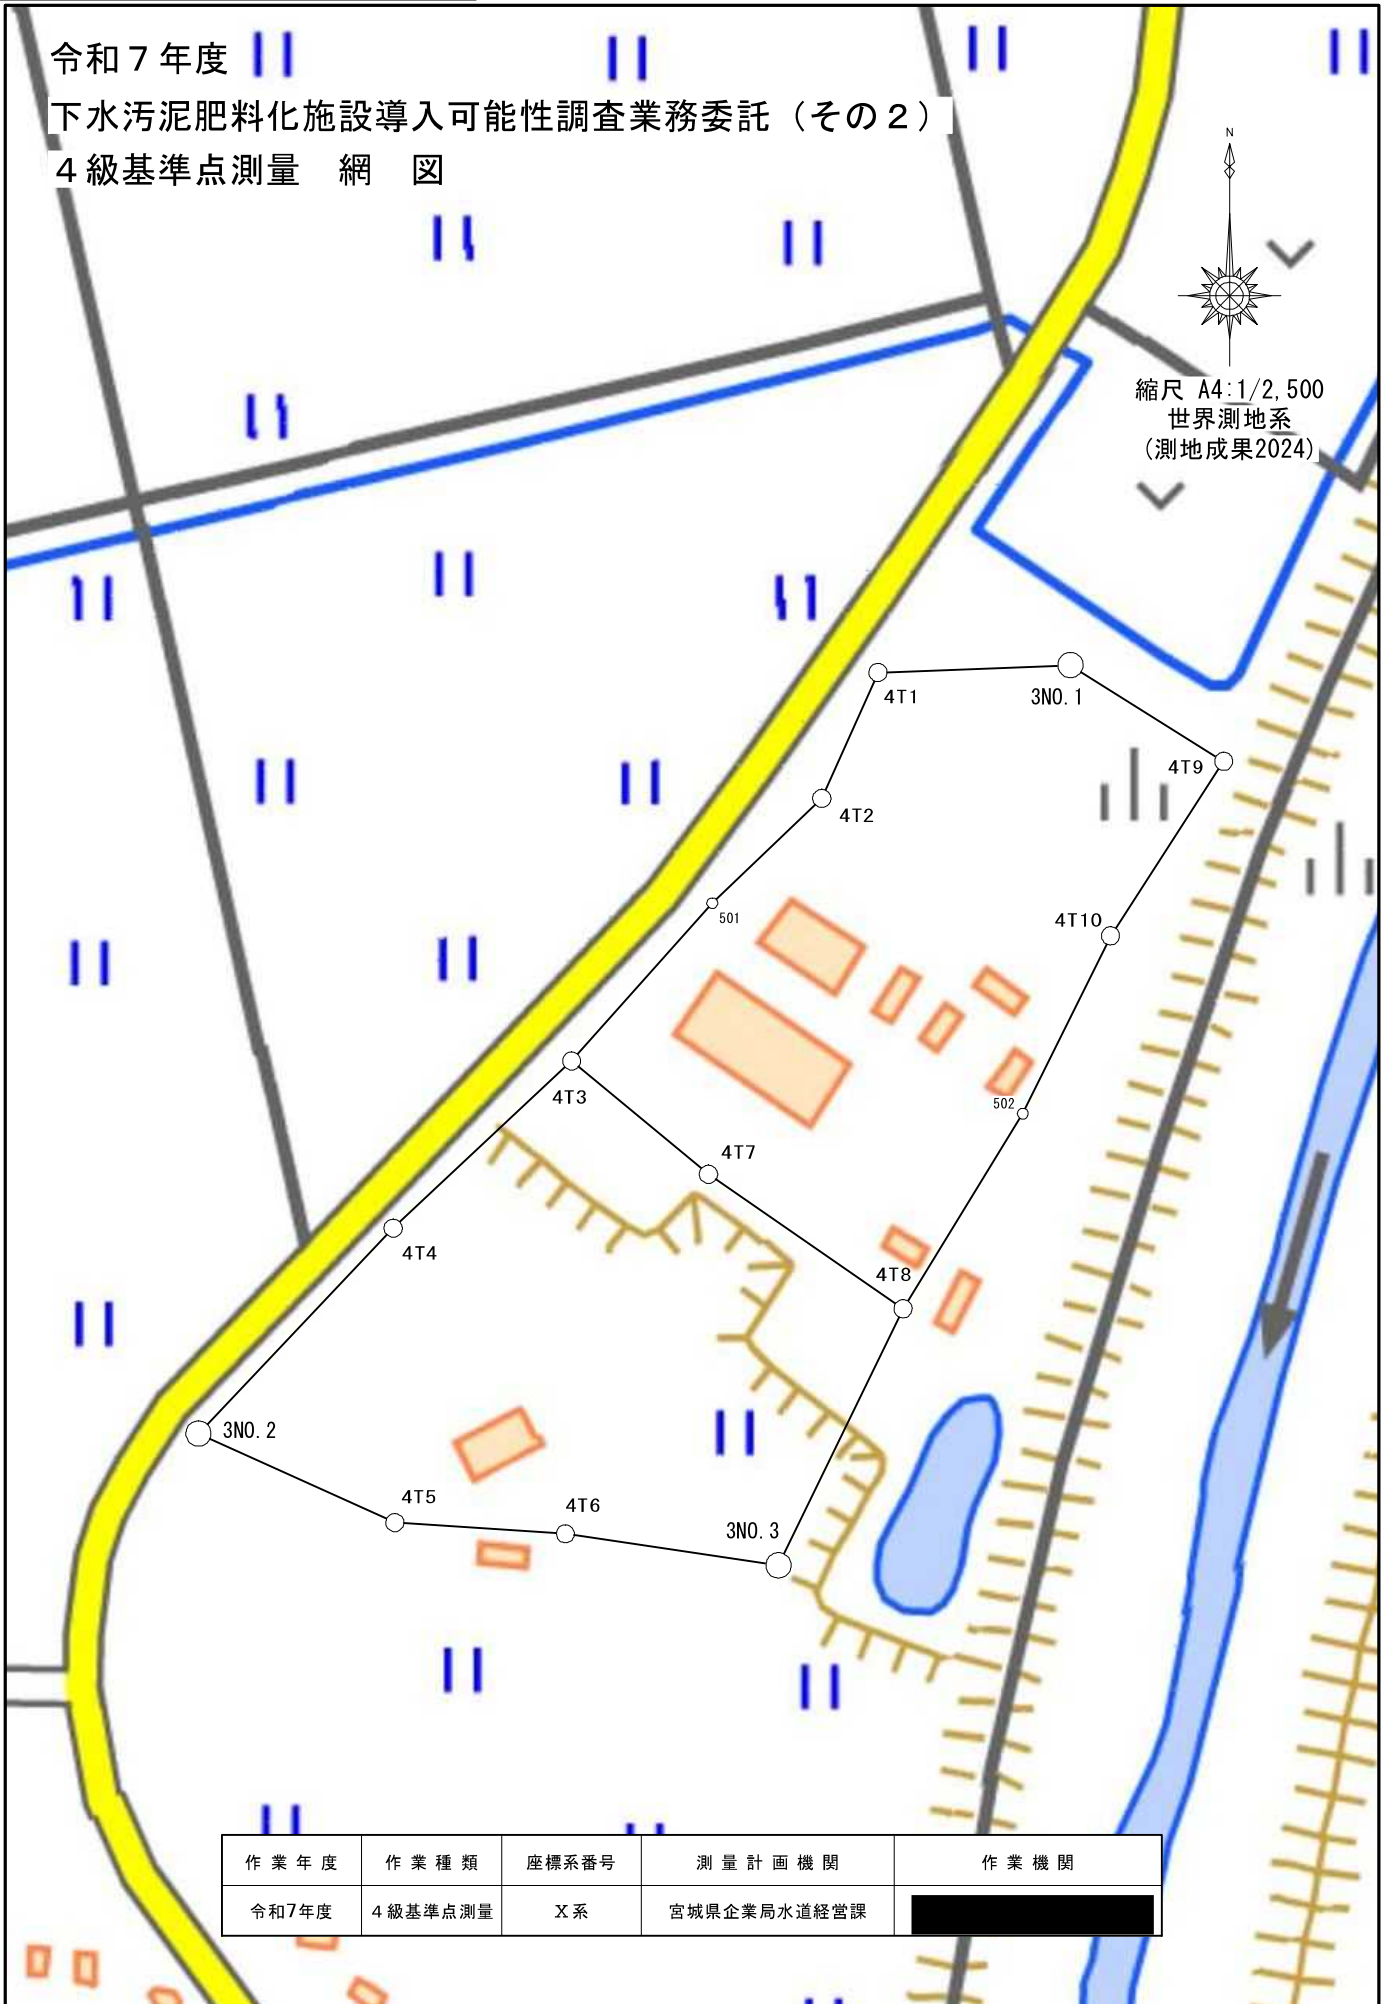 令和７年度
下水汚泥肥料化施設導入可能性調査業務委託（その２）
４級基準点測量　網　図
N
縮尺 A4:1/2,500
世界測地系
(測地成果2024)
4T1
3NO.1
4T9
4T2
501
4T10
4T3
502
4T7
4T4
4T8
3NO.2
4T5
4T6
3NO.3
作業年度 作業種類 座標系番号 測量計画機関 作業機関
令和7年度 ４級基準点測量 X系 宮城県企業局水道経営課